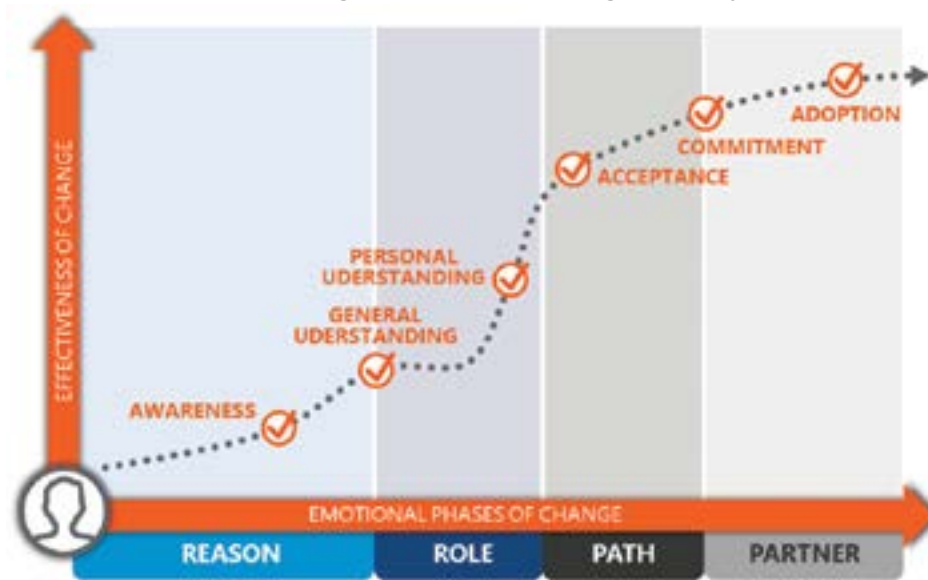 EFFECTIVENESS OF CHANGE
ADOPTION
COMMITMENT
ACCEPTANCE
PERSONAL
UDERSTANDING
GENERAL
UDERSTANDING
AWARENESS
EMOTIONAL PHASES OF CHANGE
REASON
ROLE
PATH
PARTNER